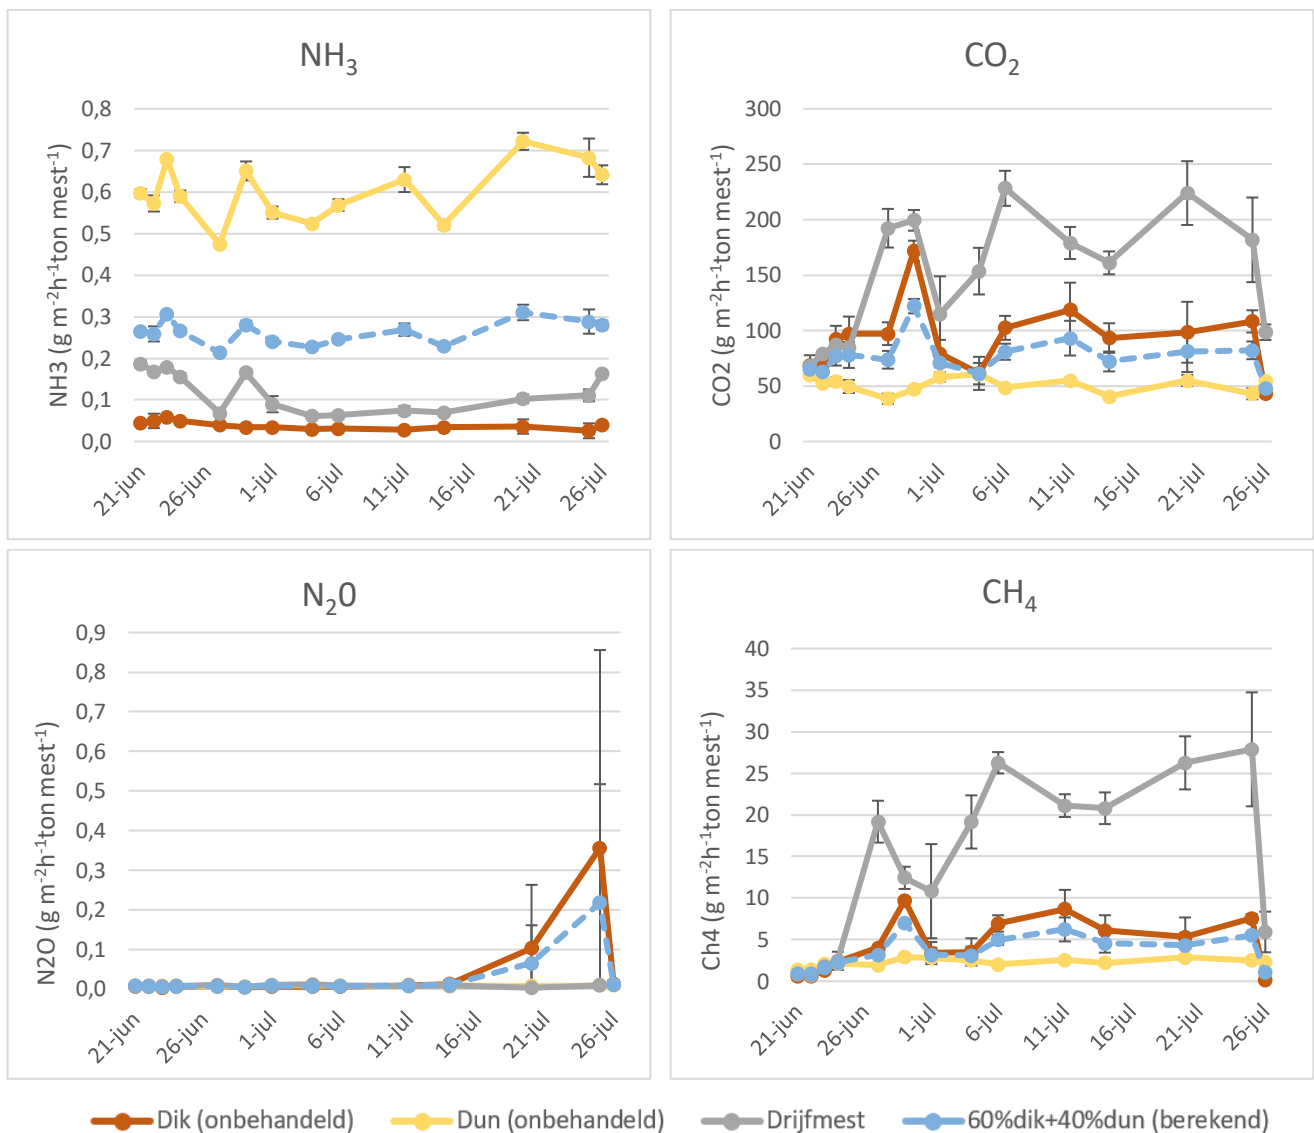 NH3
0,8
0,7
0,6
0,5
0,4
0,3
0,2
0,1
0,0
NH3 (g m-2h-1ton mest-1)
21-jun
26-jun
1-jul
6-jul
11-jul
16-jul
21-jul
26-jul
CO2
300
250
200
150
100
50
0
CO2 (g m-2h-1ton mest-1)
21-jun
26-jun
1-jul
6-jul
11-jul
16-jul
21-jul
26-jul
N20
0,9
0,8
0,7
0,6
0,5
0,4
0,3
0,2
0,1
0,0
N2O (g m-2h-1ton mest-1)
21-jun
26-jun
1-jul
6-jul
11-jul
16-jul
21-jul
26-jul
CH4
40
35
30
25
20
15
10
5
0
Ch4 (g m-2h-1ton mest-1)
21-jun
26-jun
1-jul
6-jul
11-jul
16-jul
21-jul
26-jul
Dik (onbehandeld)
Dun (onbehandeld)
Drijfmest
60%dik+40%dun (berekend)